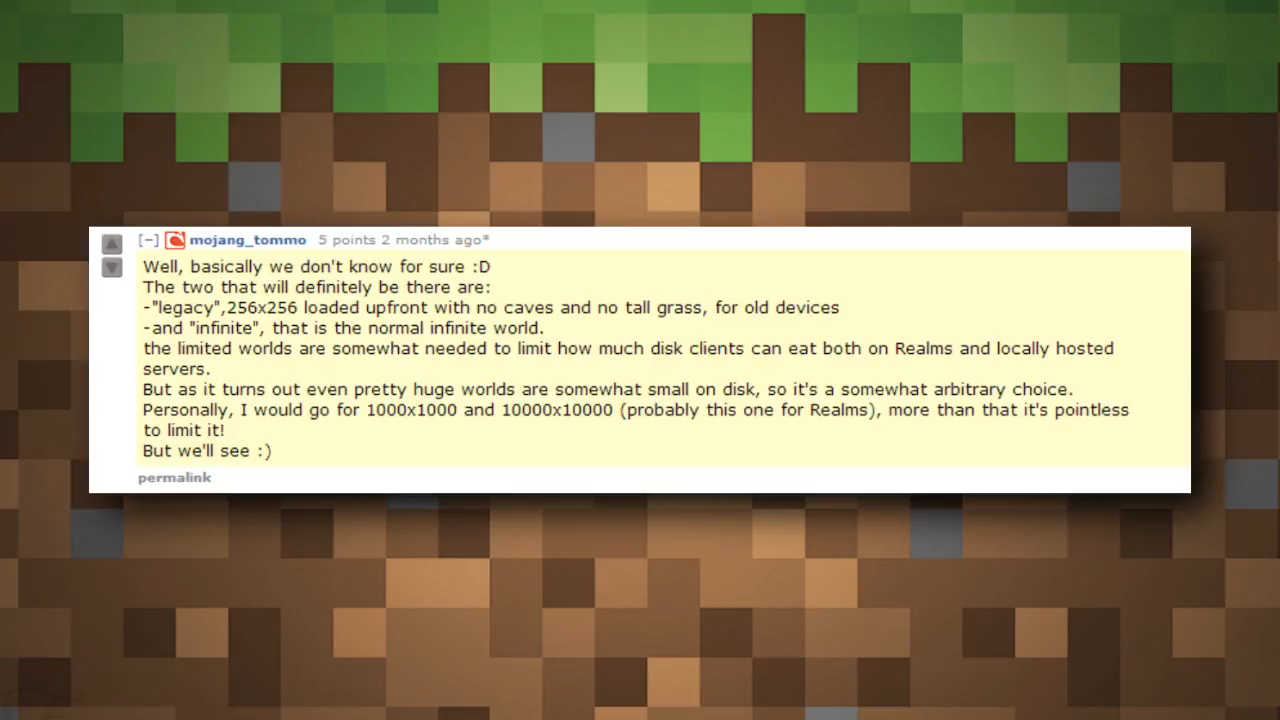 [−] mojang_tommo 5 points 2 months ago*
Well, basically we don't know for sure :D
The two that will definitely be there are:
-"legacy",256x256 loaded upfront with no caves and no tall grass, for old devices
-and "infinite", that is the normal infinite world.
the limited worlds are somewhat needed to limit how much disk clients can eat both on Realms and locally hosted
servers.
But as it turns out even pretty huge worlds are somewhat small on disk, so it's a somewhat arbitrary choice.
Personally, I would go for 1000x1000 and 10000x10000 (probably this one for Realms), more than that it's pointless
to limit it!
But we'll see :)
permalink